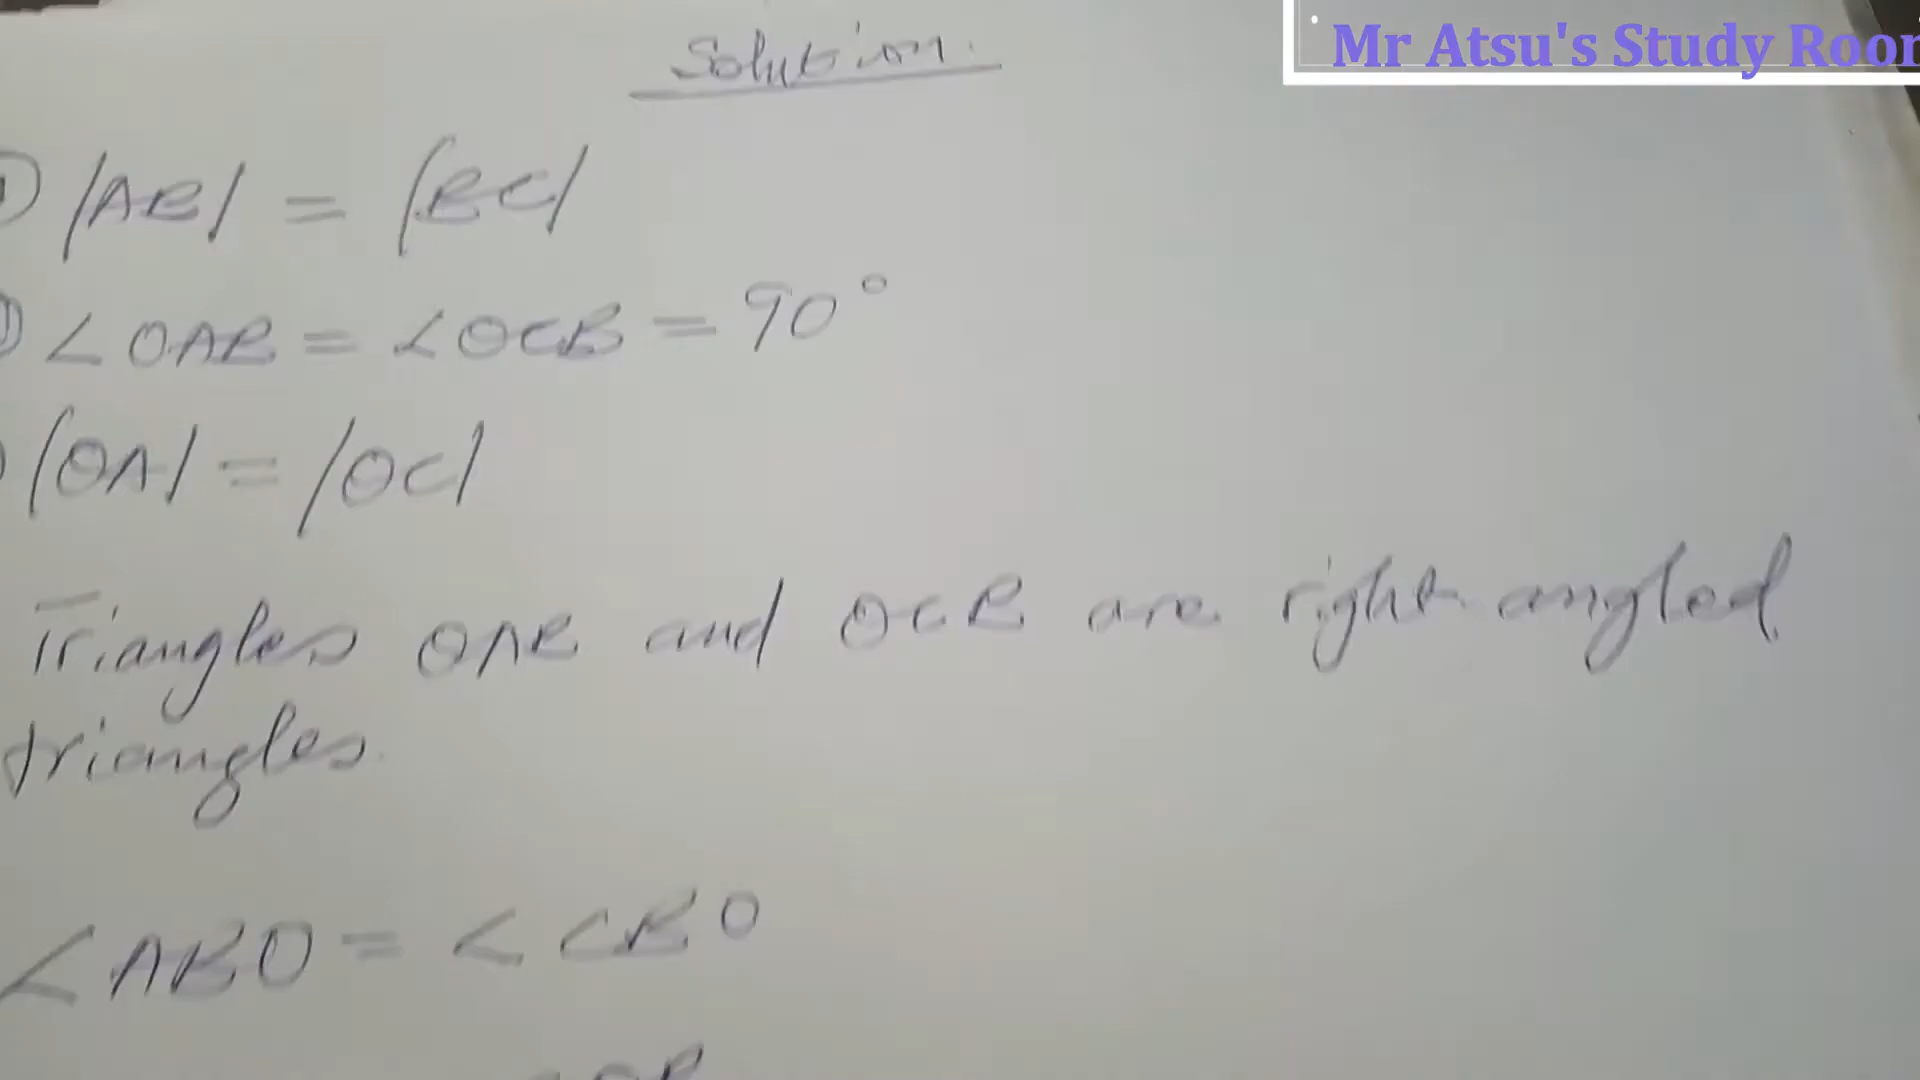 Mr Atsu's Study Roor
Solution.
|AB| = |BC|
∠OAB = ∠OCB = 90°
|OA| = |OC|
Triangles OAB and OCB are right angled
triangles.
∠ABO = ∠CBO